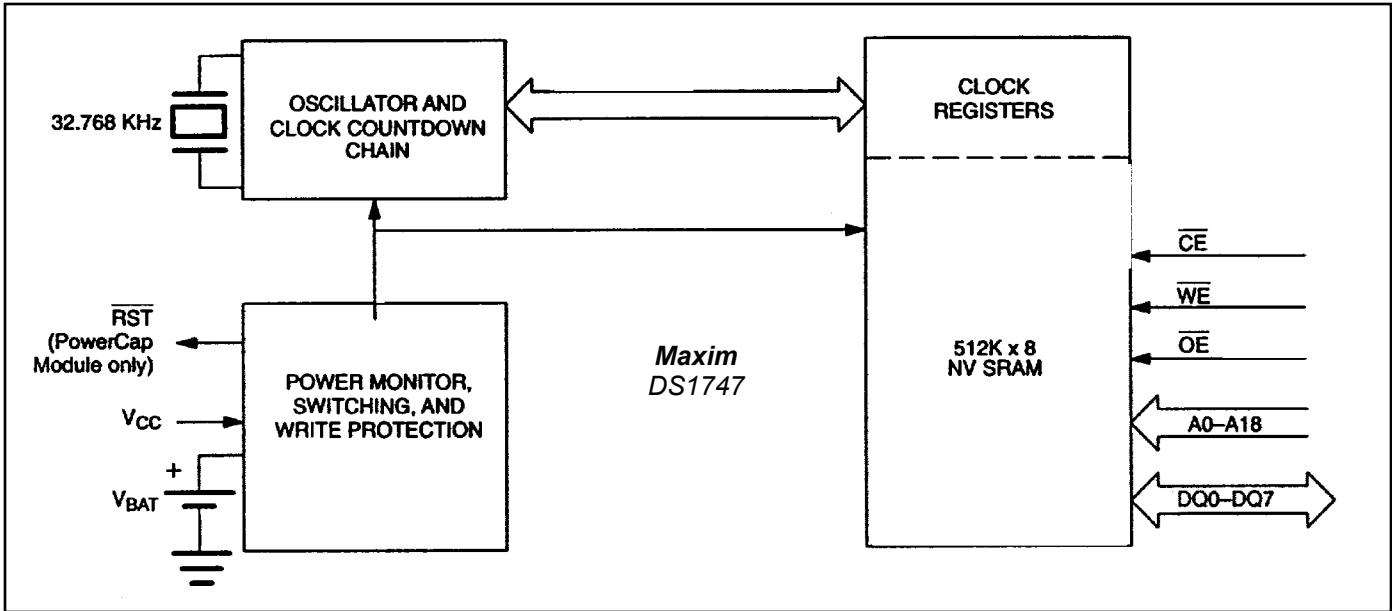 OSCILLATOR AND
CLOCK COUNTDOWN
CHAIN
32.768 KHz
CLOCK
REGISTERS
CE
WE
OE
512K x 8
NV SRAM
A0–A18
DQ0–DQ7
RST
(PowerCap
Module only)
Maxim
DS1747
POWER MONITOR,
SWITCHING, AND
WRITE PROTECTION
VCC
+
VBAT